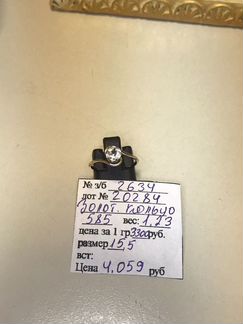 № з/б 2634
лот № 20284
Золот. кольцо
585 вес: 1,23
цена за 1 гр 3300 руб.
размер 15,5
вст:
Цена 4,059 руб